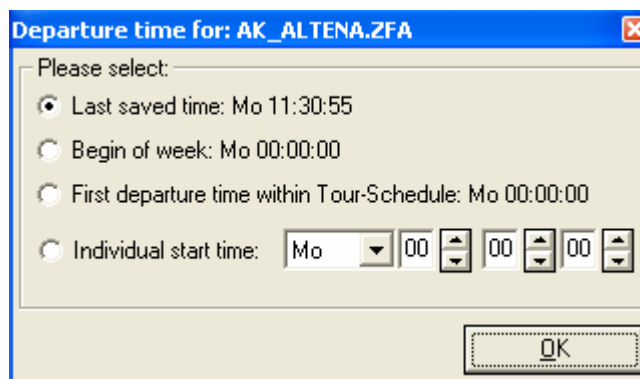 Departure time for: AK_ALTENA.ZFA
Please select:
Last saved time: Mo 11:30:55
Begin of week: Mo 00:00:00
First departure time within Tour-Schedule: Mo 00:00:00
Individual start time: Mo 00 00 00
OK